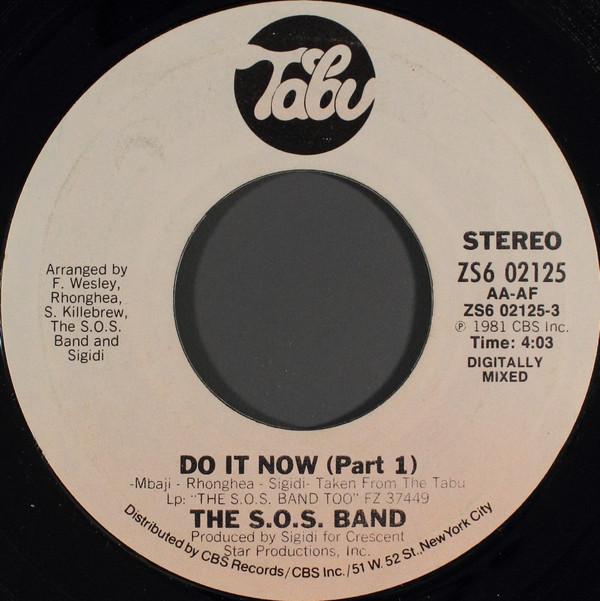 Tabu
STEREO
ZS6 02125
AA-AF
ZS6 02125-3
℗ 1981 CBS Inc.
Time: 4:03
DIGITALLY
MIXED
Arranged by
F. Wesley,
Rhonghea,
S. Killebrew,
The S.O.S.
Band and
Sigidi
DO IT NOW (Part 1)
-Mbaji - Rhonghea - Sigidi- Taken From The Tabu
Lp: "THE S.O.S. BAND TOO" FZ 37449
THE S.O.S. BAND
Produced by Sigidi for Crescent
Star Productions, Inc.
Distributed by CBS Records/CBS Inc./51 W. 52 St., New York City